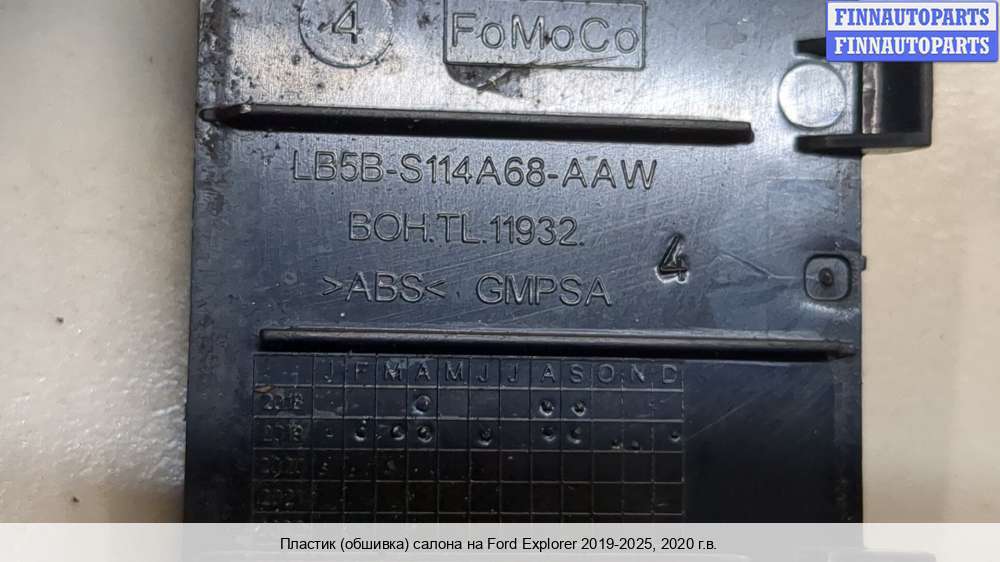 FINNAUTOPARTS
FINNAUTOPARTS
4
FoMoCo
LB5B-S114A68-AAW
BOH.TL.11932.
4
>ABS< GMPSA
J F M A M J J A S O N D
2018
2019
2020
2021
Пластик (обшивка) салона на Ford Explorer 2019-2025, 2020 г.в.